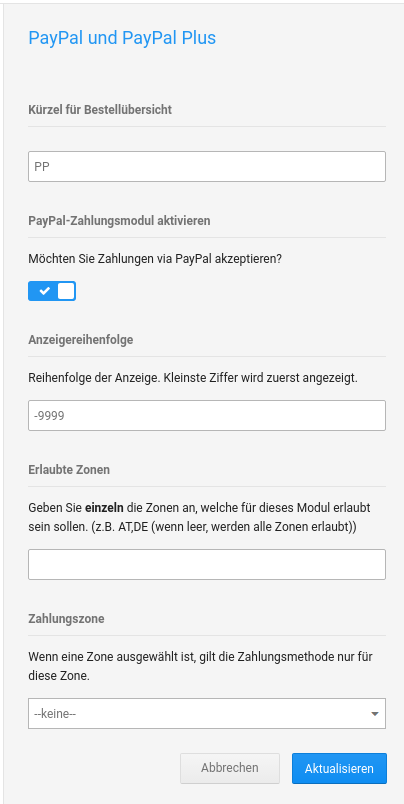 PayPal und PayPal Plus
Kürzel für Bestellübersicht
PP
PayPal-Zahlungsmodul aktivieren
Möchten Sie Zahlungen via PayPal akzeptieren?
Anzeigereihenfolge
Reihenfolge der Anzeige. Kleinste Ziffer wird zuerst angezeigt.
-9999
Erlaubte Zonen
Geben Sie einzeln die Zonen an, welche für dieses Modul erlaubt
sein sollen. (z.B. AT,DE (wenn leer, werden alle Zonen erlaubt))
Zahlungszone
Wenn eine Zone ausgewählt ist, gilt die Zahlungsmethode nur für
diese Zone.
--keine--
Abbrechen
Aktualisieren